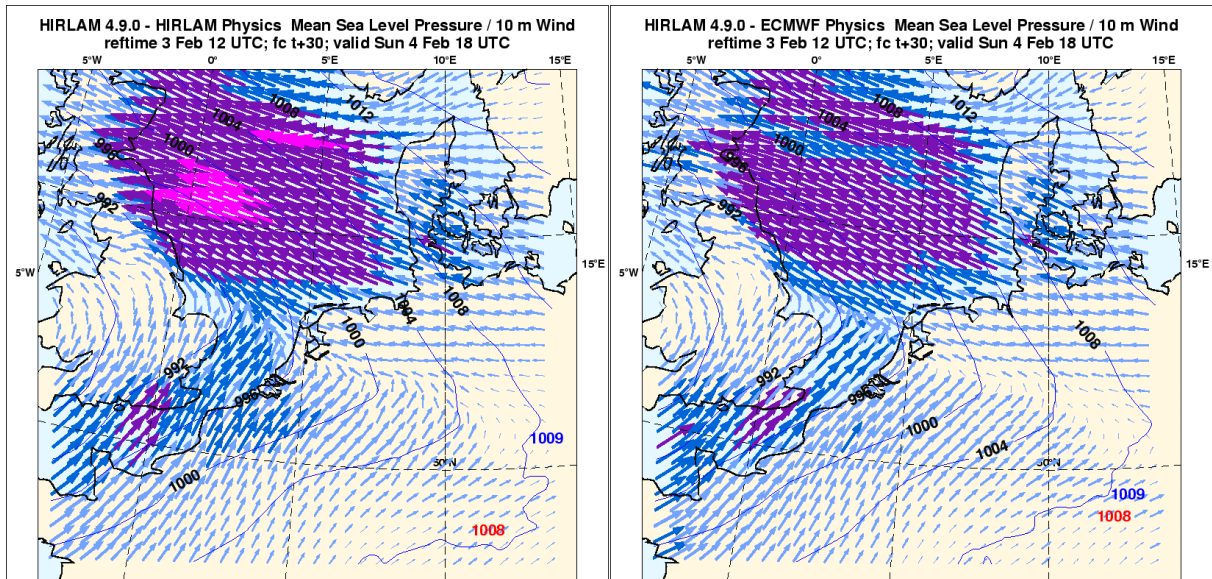 HIRLAM 4.9.0 - HIRLAM Physics Mean Sea Level Pressure / 10 m Wind
reftime 3 Feb 12 UTC; fc t+30; valid Sun 4 Feb 18 UTC
5°W 0° 5°E 10°E 15°E
1008
1012
1004
1000
996
992
5°W
15°E
1008
1004
1000
992
996
1009
1000
50°N
1008
0° 5°E
HIRLAM 4.9.0 - ECMWF Physics Mean Sea Level Pressure / 10 m Wind
reftime 3 Feb 12 UTC; fc t+30; valid Sun 4 Feb 18 UTC
5°W 0° 5°E 10°E 15°E
1008
1012
1004
1000
996
992
5°W
15°E
1008
992
996
1000
1004
50°N
1009
1008
0° 5°E